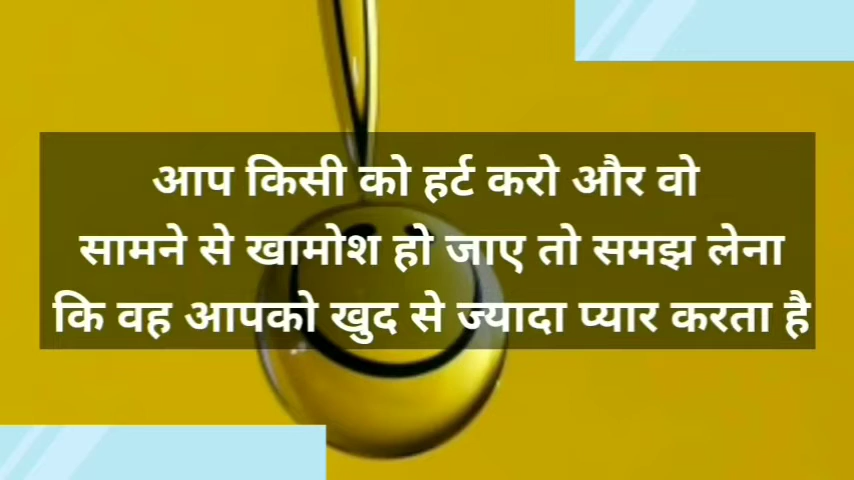 आप किसी को हर्ट करो और वो
सामने से खामोश हो जाए तो समझ लेना
कि वह आपको खुद से ज्यादा प्यार करता है